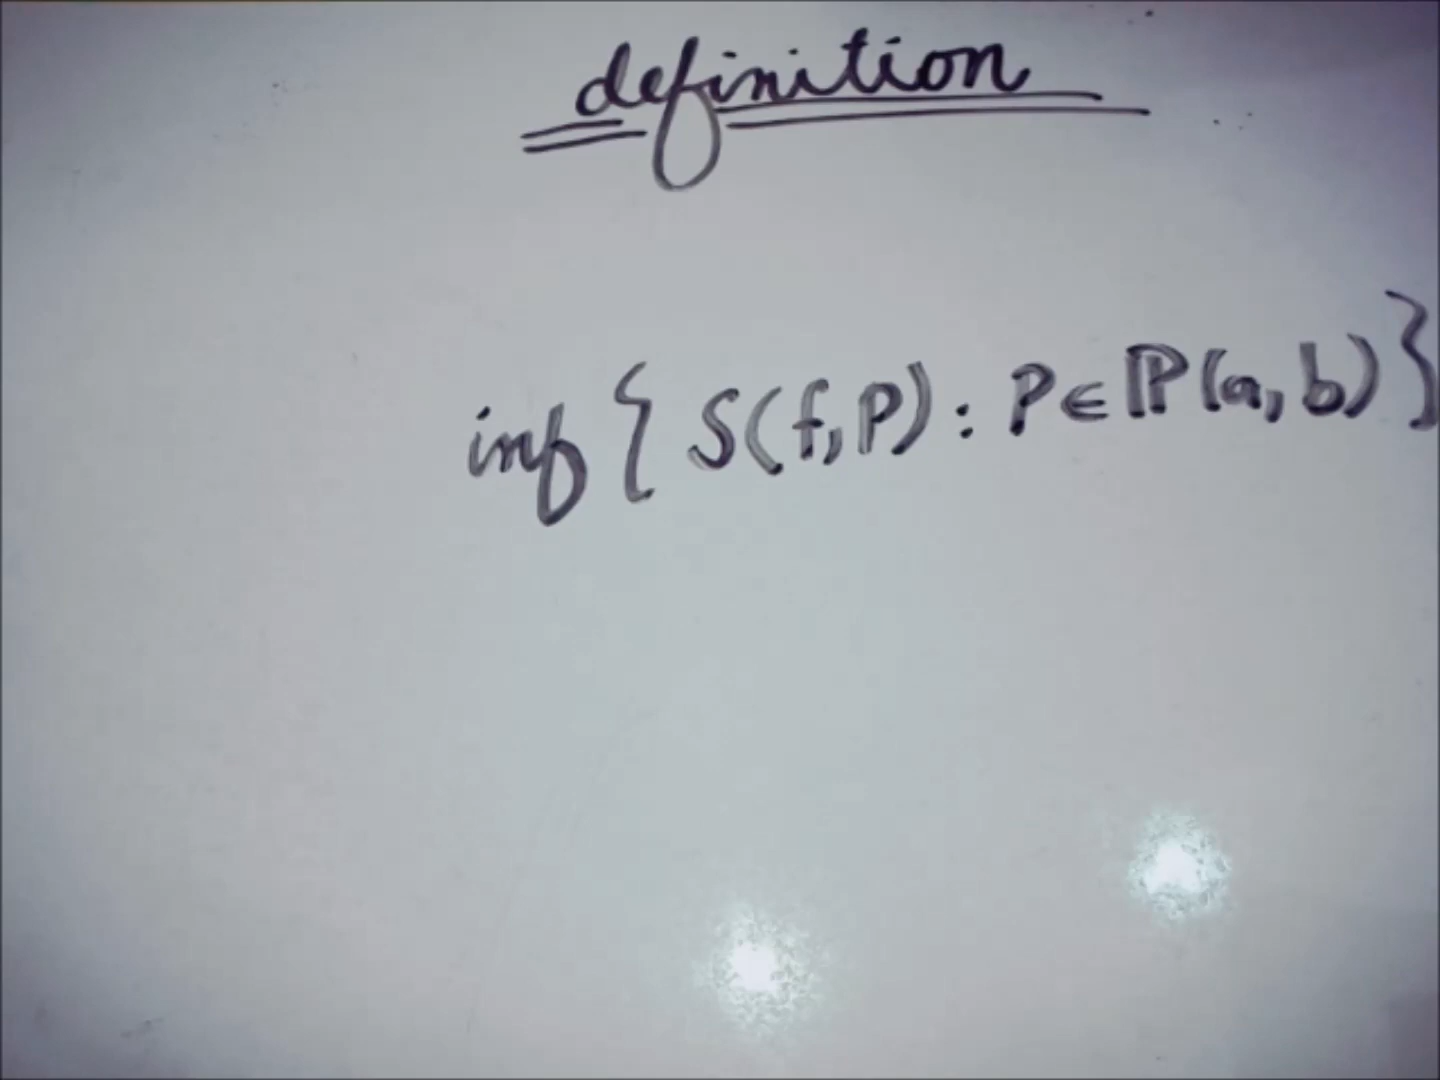 definition
inf { S(f,P) : P ∈ ℙ(a,b) }